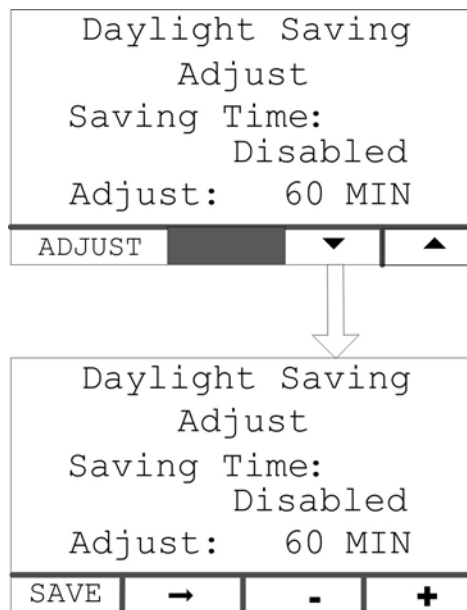 Daylight Saving
Adjust
Saving Time:
Disabled
Adjust: 60 MIN
ADJUST ▼ ▲
Daylight Saving
Adjust
Saving Time:
Disabled
Adjust: 60 MIN
SAVE → - +